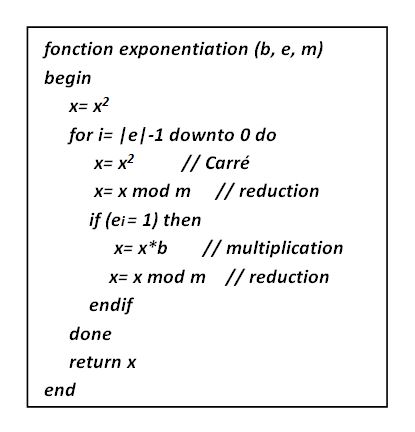 fonction exponentiation (b, e, m)
begin
x= x²
for i= |e|-1 downto 0 do
x= x² // Carré
x= x mod m // reduction
if (ei= 1) then
x= x*b // multiplication
x= x mod m // reduction
endif
done
return x
end